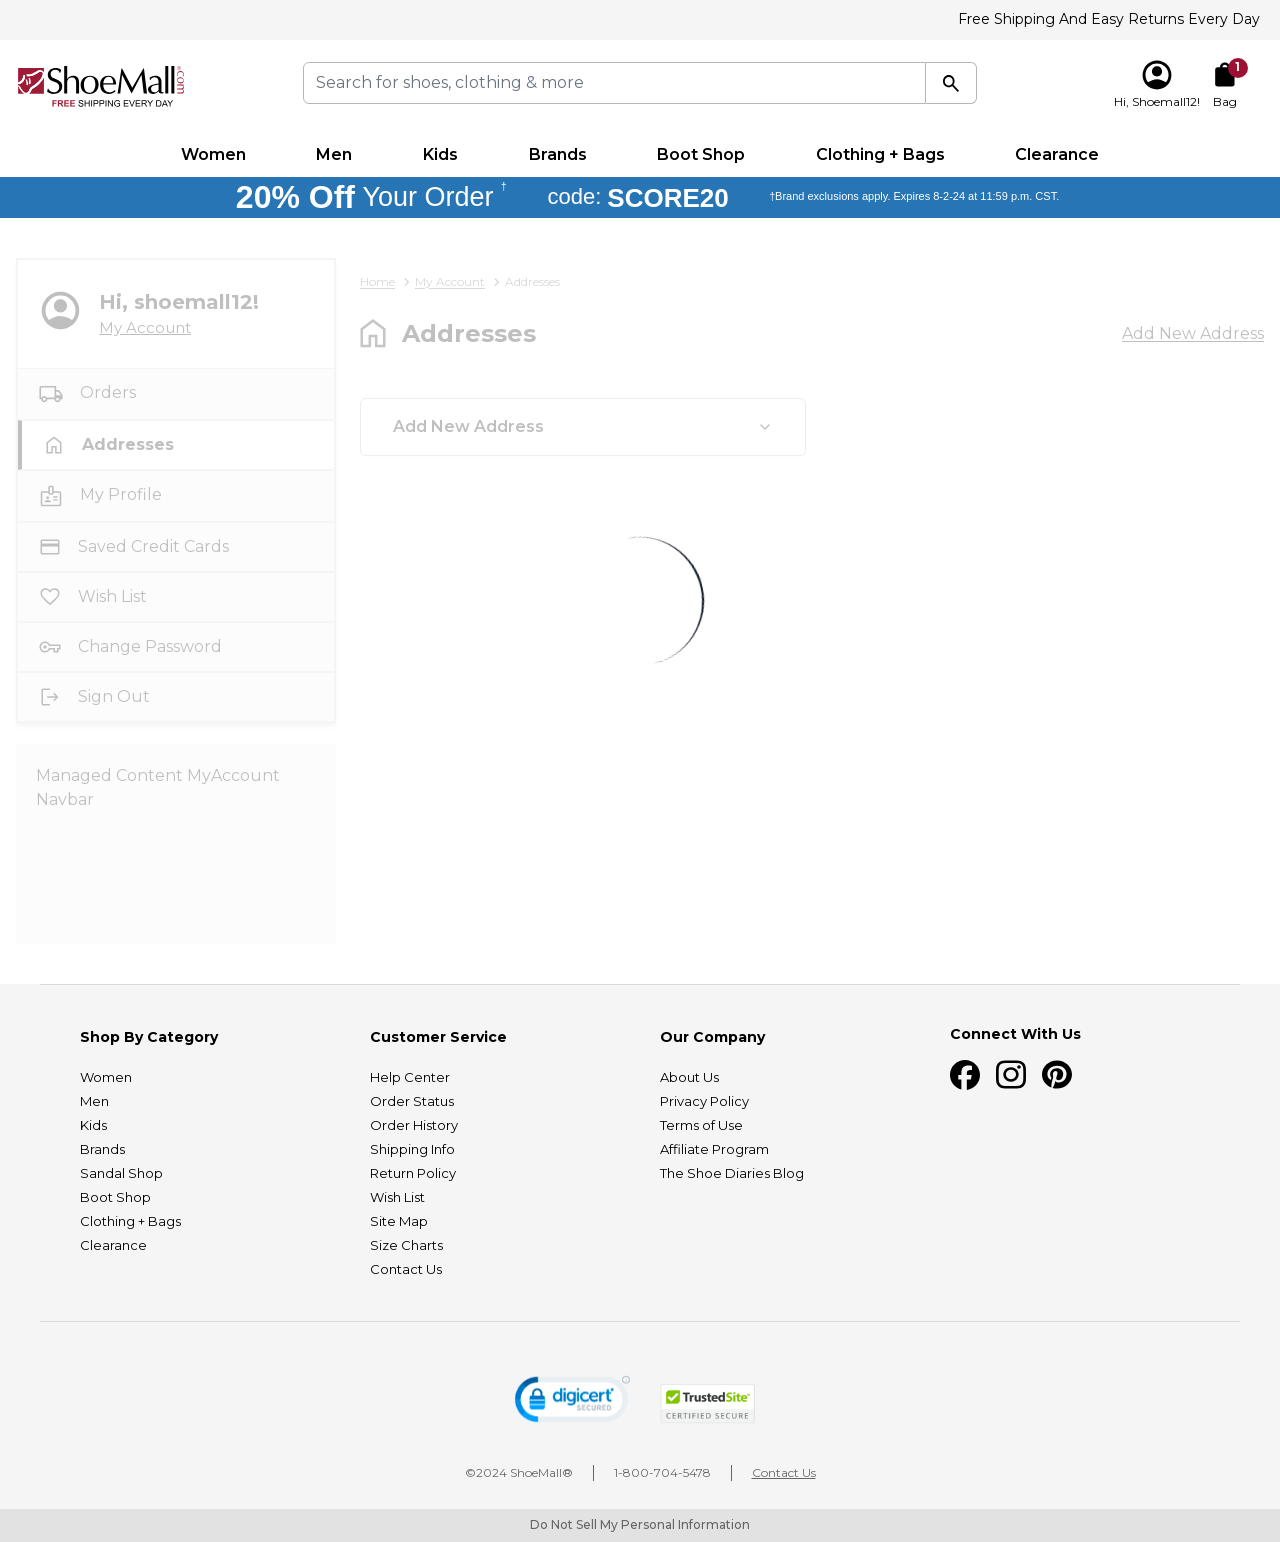 Free Shipping And Easy Returns Every Day
ShoeMall.com
FREE SHIPPING EVERY DAY
Search for shoes, clothing & more
Hi, Shoemall12!
1
Bag
Women Men Kids Brands Boot Shop Clothing + Bags Clearance
20% Off Your Order † code: SCORE20 †Brand exclusions apply. Expires 8-2-24 at 11:59 p.m. CST.
Hi, shoemall12!
My Account
Orders
Addresses
My Profile
Saved Credit Cards
Wish List
Change Password
Sign Out
Managed Content MyAccount
Navbar
Home My Account Addresses
Addresses
Add New Address
Add New Address
Shop By Category
Women
Men
Kids
Brands
Sandal Shop
Boot Shop
Clothing + Bags
Clearance
Customer Service
Help Center
Order Status
Order History
Shipping Info
Return Policy
Wish List
Site Map
Size Charts
Contact Us
Our Company
About Us
Privacy Policy
Terms of Use
Affiliate Program
The Shoe Diaries Blog
Connect With Us
digicert
SECURED
TrustedSite
CERTIFIED SECURE
©2024 ShoeMall® 1-800-704-5478 Contact Us
Do Not Sell My Personal Information